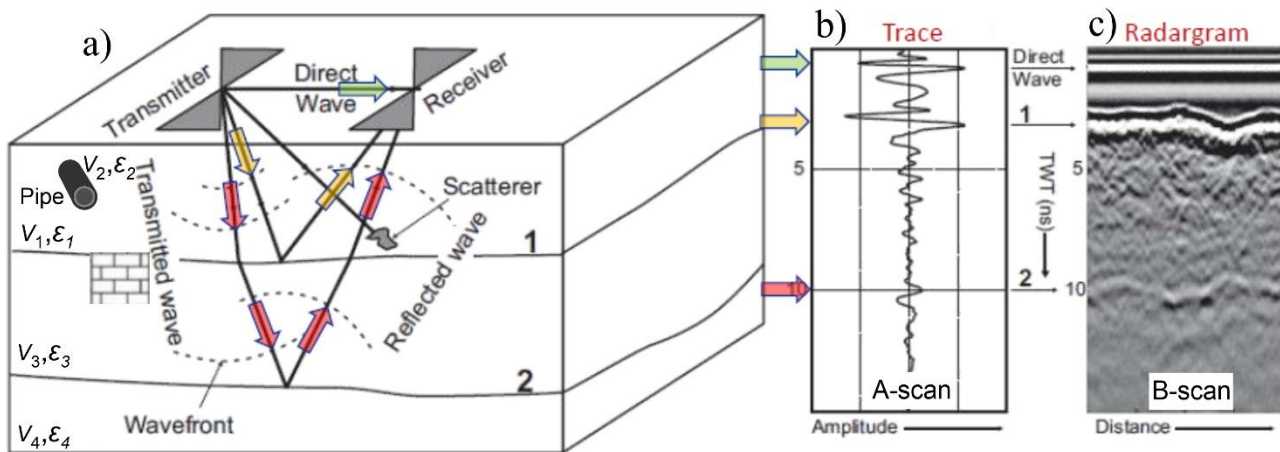 a)
Transmitter
Direct
Wave
Receiver
V2,ε2
Pipe
V1,ε1
Transmitted wave
Scatterer
Reflected wave
1
V3,ε3
2
Wavefront
V4,ε4
b)
Trace
5
10
A-scan
Amplitude
Direct
Wave
1
TWT (ns)
2
c)
Radargram
5
10
B-scan
Distance